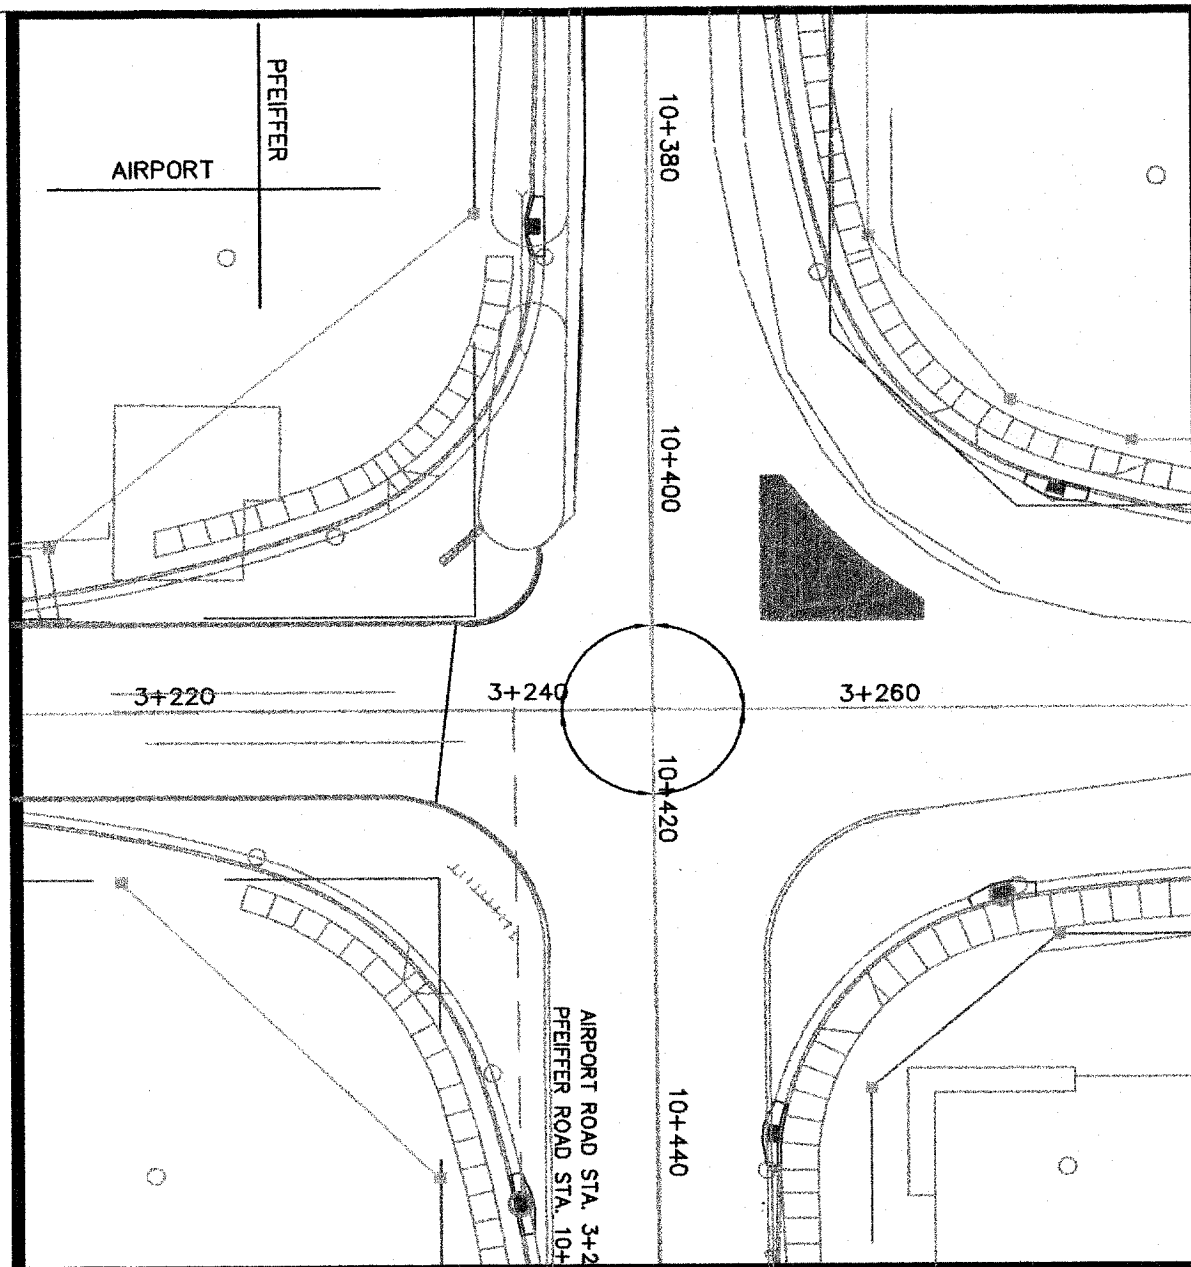 PFEIFFER
AIRPORT
10+380
10+400
3+220
3+240
3+260
10+420
10+440
AIRPORT ROAD STA. 3+2
PFEIFFER ROAD STA. 10+